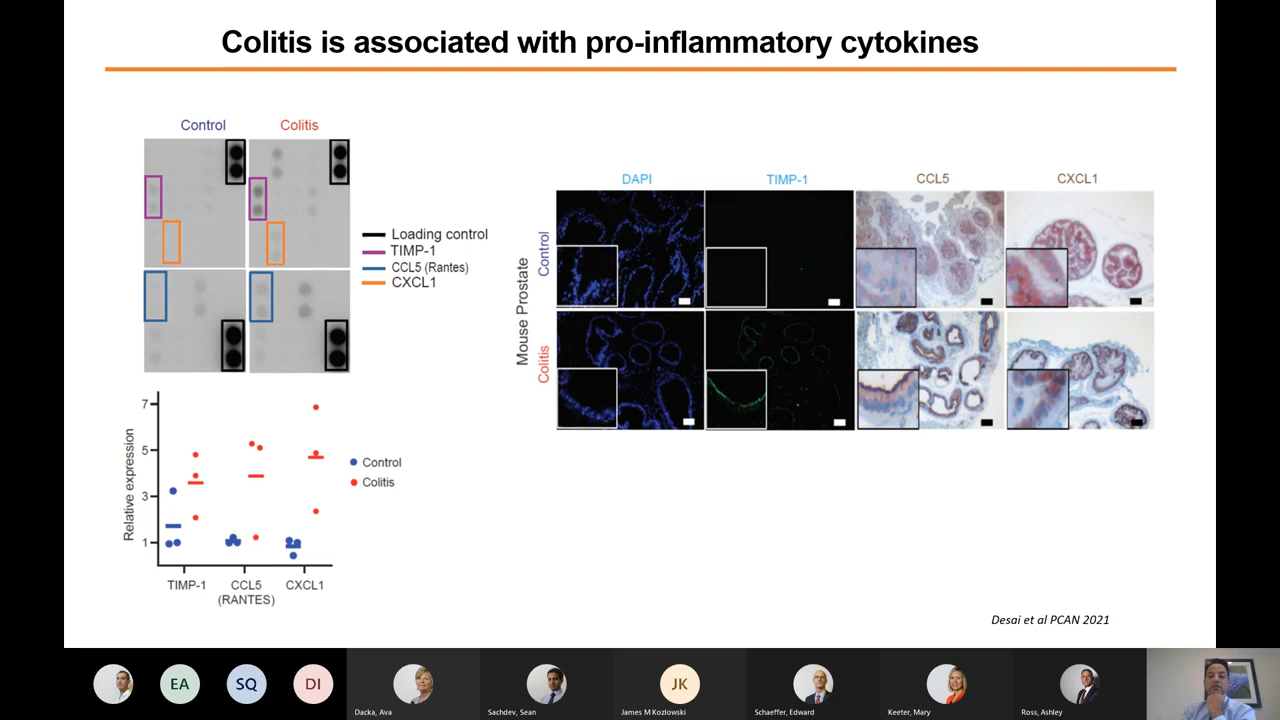 Colitis is associated with pro-inflammatory cytokines
Control Colitis
Loading control
TIMP-1
CCL5 (Rantes)
CXCL1
DAPI TIMP-1 CCL5 CXCL1
Mouse Prostate
Control
Colitis
Relative expression
7
5
3
1
Control
Colitis
TIMP-1 CCL5 CXCL1
(RANTES)
Desai et al PCAN 2021
EA SQ DI JK
Dacka, Ava Sachdev, Sean James M Kozlowski Schaeffer, Edward Keeter, Mary Ross, Ashley